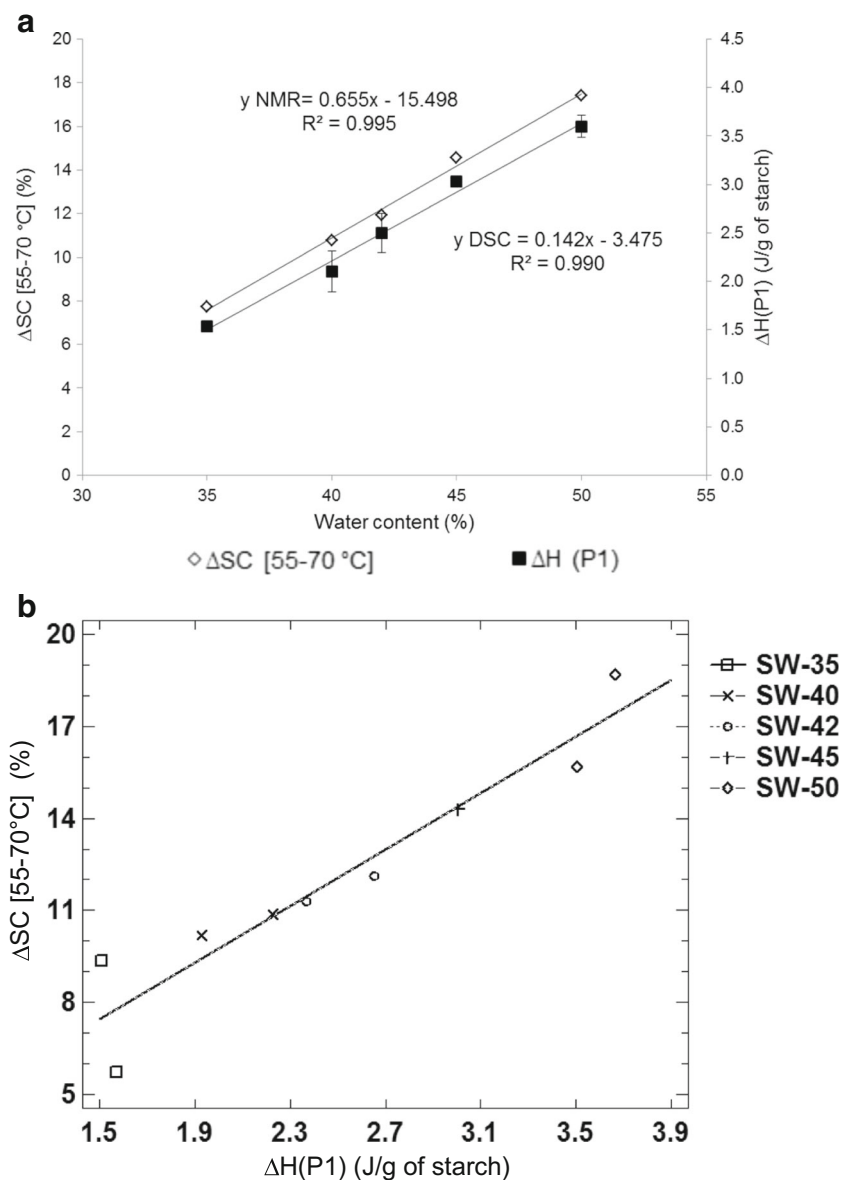 a
20
18
16
14
12
10
8
6
4
2
0
ΔSC [55-70 °C] (%)
y NMR= 0.655x - 15.498
R² = 0.995
y DSC = 0.142x - 3.475
R² = 0.990
4.5
4.0
3.5
3.0
2.5
2.0
1.5
1.0
0.5
0.0
ΔH(P1) (J/g of starch)
30 35 40 45 50 55
Water content (%)
ΔSC [55-70 °C] ΔH (P1)
b
20
17
14
11
8
5
ΔSC [55-70°C] (%)
SW-35
SW-40
SW-42
SW-45
SW-50
1.5 1.9 2.3 2.7 3.1 3.5 3.9
ΔH(P1) (J/g of starch)